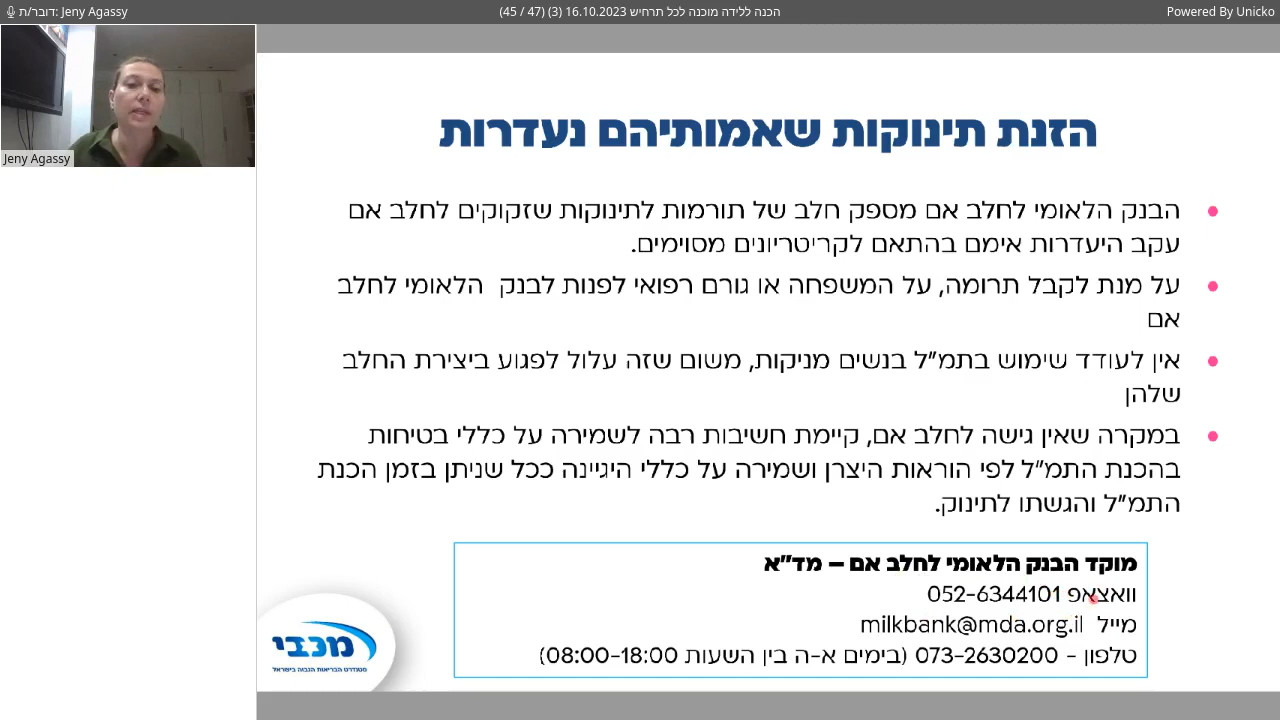 דובר/ת: Jeny Agassy
הכנה ללידה מוכנה לכל תרחיש 16.10.2023 (3) (47 / 45)
Powered By Unicko
Jeny Agassy
הזנת תינוקות שאמותיהם נעדרות
הבנק הלאומי לחלב אם מספק חלב של תורמות לתינוקות שזקוקים לחלב אם
עקב היעדרות אימם בהתאם לקריטריונים מסוימים.
על מנת לקבל תרומה, על המשפחה או גורם רפואי לפנות לבנק הלאומי לחלב
אם
אין לעודד שימוש בתמ"ל בנשים מניקות, משום שזה עלול לפגוע ביצירת החלב
שלהן
במקרה שאין גישה לחלב אם, קיימת חשיבות רבה לשמירה על כללי בטיחות
בהכנת התמ"ל לפי הוראות היצרן ושמירה על כללי היגיינה ככל שניתן בזמן הכנת
התמ"ל והגשתו לתינוק.
מוקד הבנק הלאומי לחלב אם – מד"א
וואצאפ 052-6344101
מייל milkbank@mda.org.il
טלפון - 073-2630200 (בימים א-ה בין השעות 08:00-18:00)
מכבי
סטנדרט הבריאות הגבוה בישראל